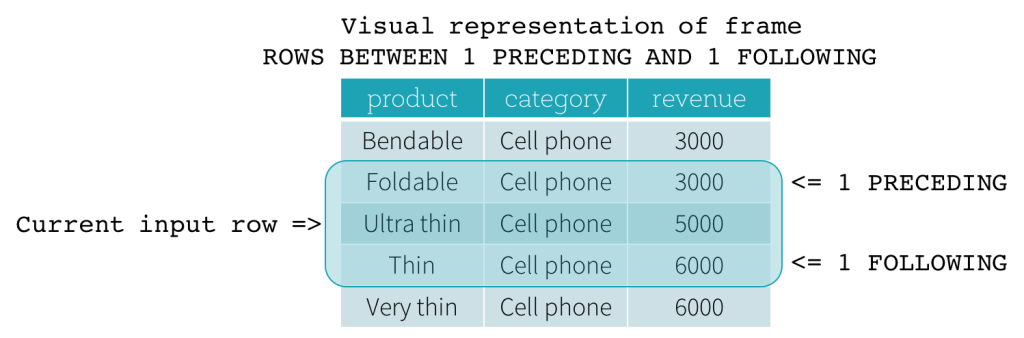 Visual representation of frame
ROWS BETWEEN 1 PRECEDING AND 1 FOLLOWING
product category revenue
Bendable Cell phone 3000
Foldable Cell phone 3000 <= 1 PRECEDING
Current input row => Ultra thin Cell phone 5000
Thin Cell phone 6000 <= 1 FOLLOWING
Very thin Cell phone 6000